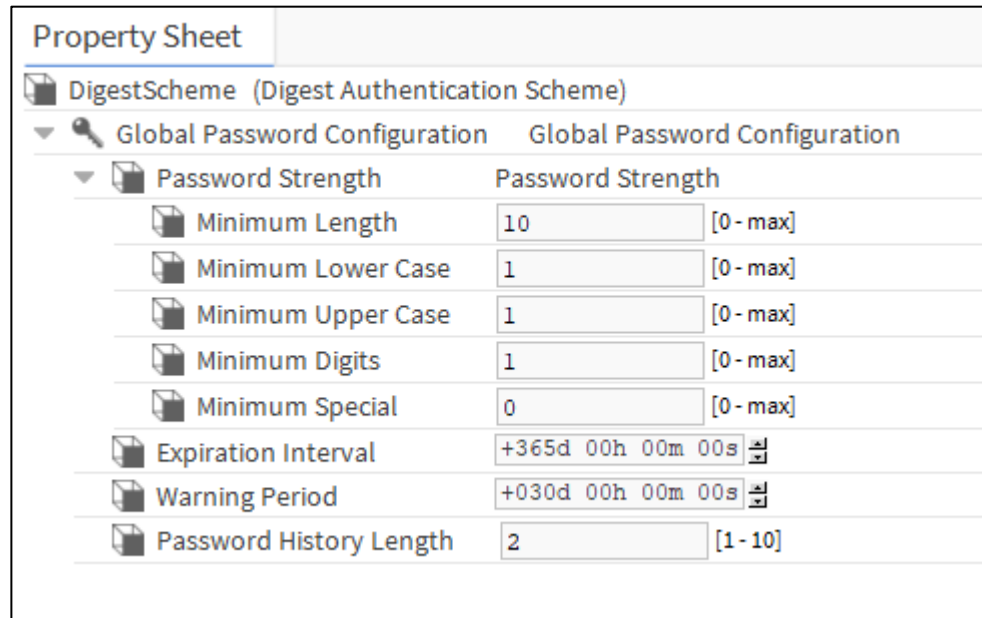 Property Sheet
DigestScheme (Digest Authentication Scheme)
Global Password Configuration Global Password Configuration
Password Strength Password Strength
Minimum Length 10 [0 - max]
Minimum Lower Case 1 [0 - max]
Minimum Upper Case 1 [0 - max]
Minimum Digits 1 [0 - max]
Minimum Special 0 [0 - max]
Expiration Interval +365d 00h 00m 00s
Warning Period +030d 00h 00m 00s
Password History Length 2 [1 - 10]